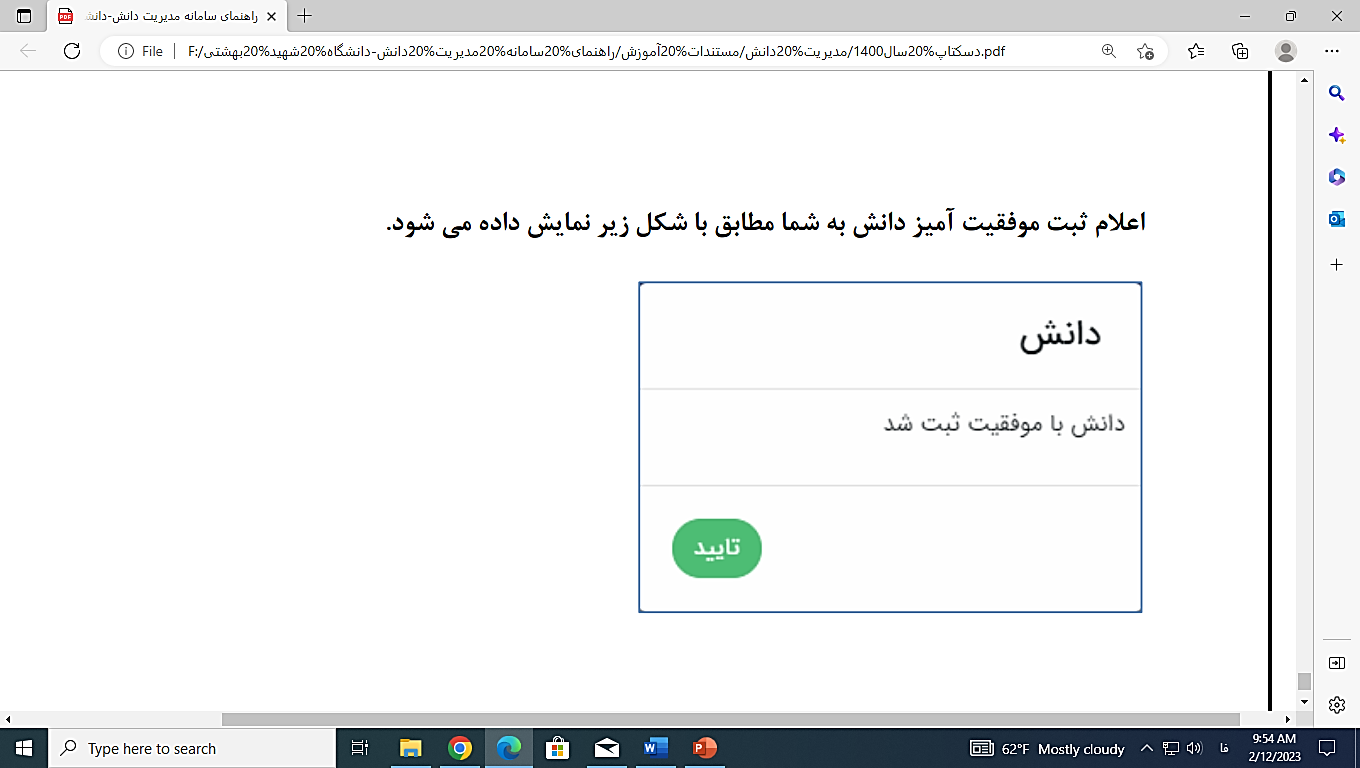 راهنمای سامانه مدیریت دانش-دانش
File
F:/دسکتاپ%20سال1400/مدیریت%20دانش/مستندات%20آموزش/راهنمای%20سامانه%20مدیریت%20دانش-دانشگاه%20شهید%20بهشتی.pdf
اعلام ثبت موفقیت آمیز دانش به شما مطابق با شکل زیر نمایش داده می شود.
دانش
دانش با موفقیت ثبت شد
تایید
Type here to search
62°F Mostly cloudy
فا
9:54 AM
2/12/2023